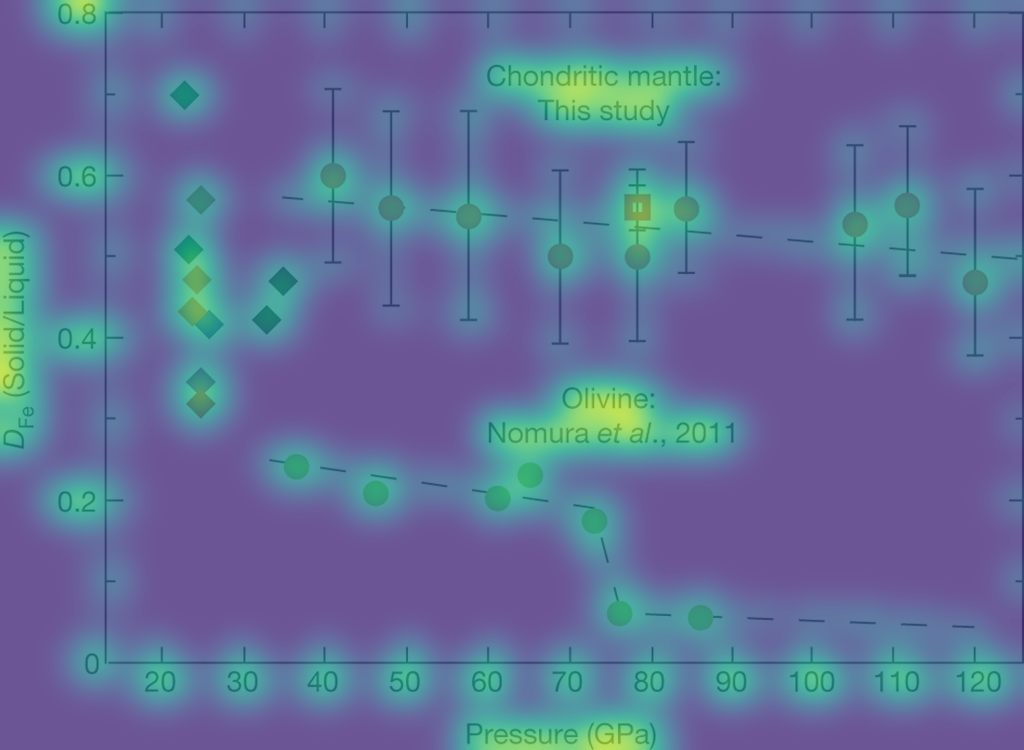 0.8
Chondritic mantle:
This study
0.6
D_Fe (Solid/Liquid)
0.4
Olivine:
Nomura et al., 2011
0.2
0
20 30 40 50 60 70 80 90 100 110 120
Pressure (GPa)